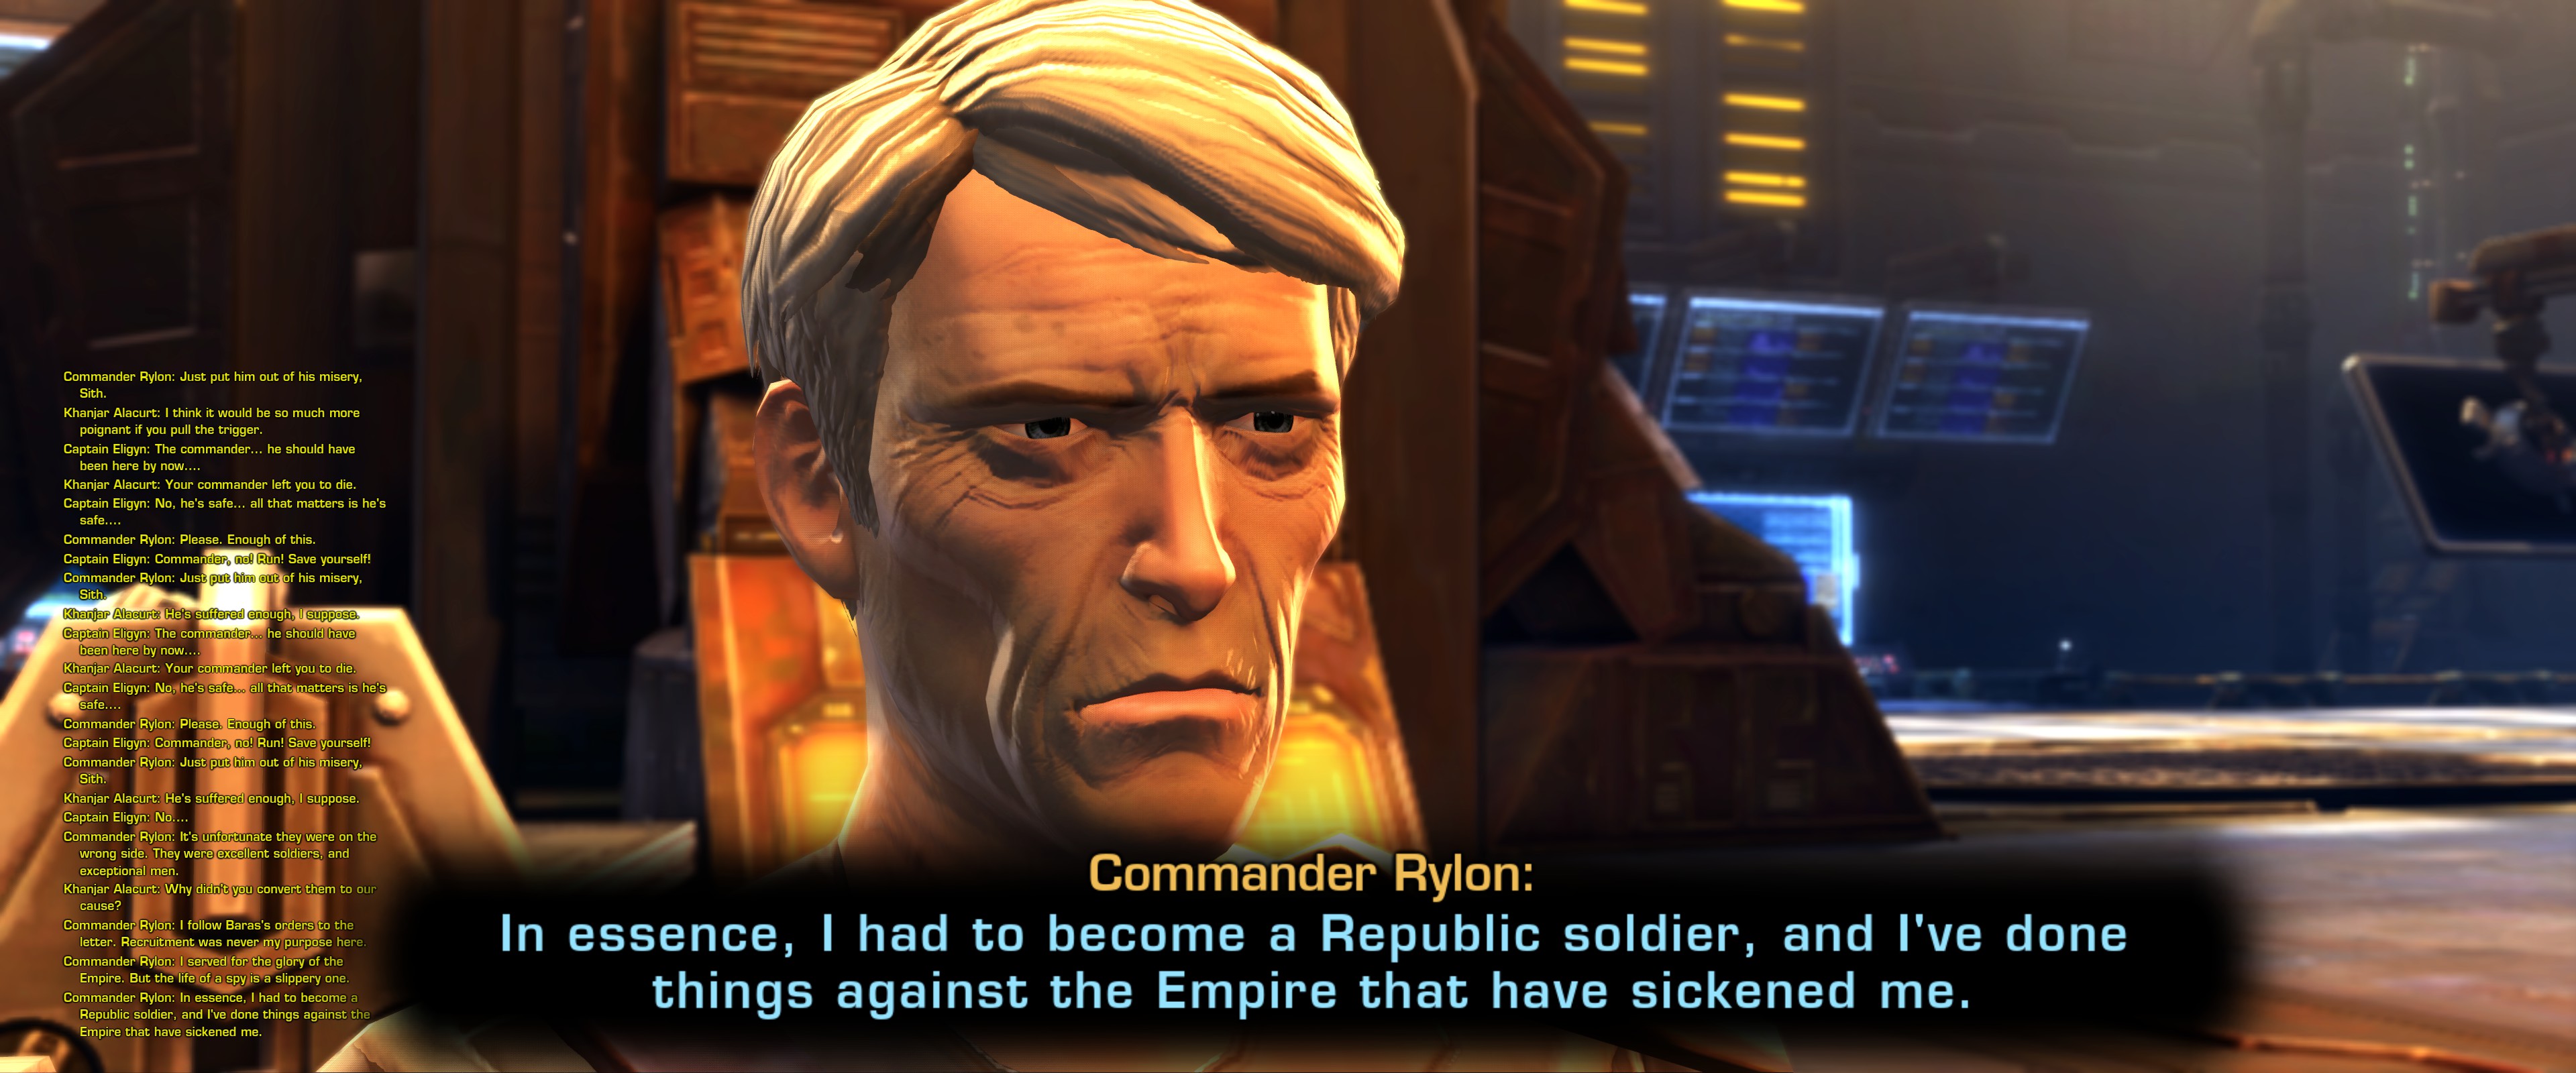 Commander Rylon: Just put him out of his misery,
Sith.
Khanjar Alacurt: I think it would be so much more
poignant if you pull the trigger.
Captain Eligyn: The commander... he should have
been here by now....
Khanjar Alacurt: Your commander left you to die.
Captain Eligyn: No, he's safe... all that matters is he's
safe....
Commander Rylon: Please. Enough of this.
Captain Eligyn: Commander, no! Run! Save yourself!
Commander Rylon: Just put him out of his misery,
Sith.
Khanjar Alacurt: He's suffered enough, I suppose.
Captain Eligyn: The commander... he should have
been here by now....
Khanjar Alacurt: Your commander left you to die.
Captain Eligyn: No, he's safe... all that matters is he's
safe....
Commander Rylon: Please. Enough of this.
Captain Eligyn: Commander, no! Run! Save yourself!
Commander Rylon: Just put him out of his misery,
Sith.
Khanjar Alacurt: He's suffered enough, I suppose.
Captain Eligyn: No....
Commander Rylon: It's unfortunate they were on the
wrong side. They were excellent soldiers, and
exceptional men.
Khanjar Alacurt: Why didn't you convert them to our
cause?
Commander Rylon: I follow Baras's orders to the
letter. Recruitment was never my purpose here.
Commander Rylon: I served for the glory of the
Empire. But the life of a spy is a slippery one.
Commander Rylon: In essence, I had to become a
Republic soldier, and I've done things against the
Empire that have sickened me.
Commander Rylon:
In essence, I had to become a Republic soldier, and I've done
things against the Empire that have sickened me.